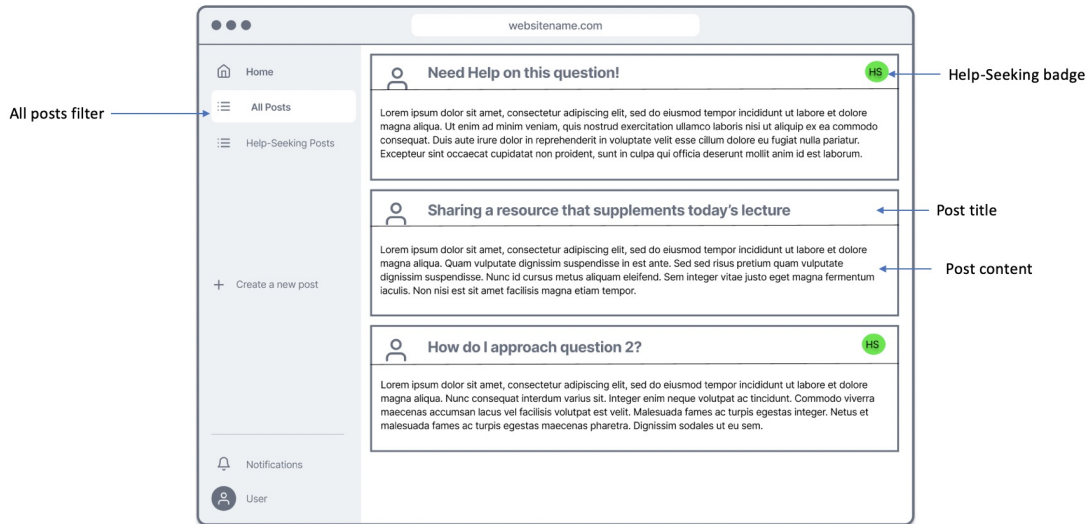 websitename.com
Home
All Posts
Help-Seeking Posts
Create a new post
Notifications
User
Need Help on this question!
HS
Lorem ipsum dolor sit amet, consectetur adipiscing elit, sed do eiusmod tempor incididunt ut labore et dolore
magna aliqua. Ut enim ad minim veniam, quis nostrud exercitation ullamco laboris nisi ut aliquip ex ea commodo
consequat. Duis aute irure dolor in reprehenderit in voluptate velit esse cillum dolore eu fugiat nulla pariatur.
Excepteur sint occaecat cupidatat non proident, sunt in culpa qui officia deserunt mollit anim id est laborum.
Sharing a resource that supplements today's lecture
Lorem ipsum dolor sit amet, consectetur adipiscing elit, sed do eiusmod tempor incididunt ut labore et dolore
magna aliqua. Quam vulputate dignissim suspendisse in est ante. Sed sed risus pretium quam vulputate
dignissim suspendisse. Nunc id cursus metus aliquam eleifend. Sem integer vitae justo eget magna fermentum
iaculis. Non nisi est sit amet facilisis magna etiam tempor.
How do I approach question 2?
HS
Lorem ipsum dolor sit amet, consectetur adipiscing elit, sed do eiusmod tempor incididunt ut labore et dolore
magna aliqua. Nunc consequat interdum varius sit. Integer enim neque volutpat ac tincidunt. Commodo viverra
maecenas accumsan lacus vel facilisis volutpat est velit. Malesuada fames ac turpis egestas integer. Netus et
malesuada fames ac turpis egestas maecenas pharetra. Dignissim sodales ut eu sem.
All posts filter
Help-Seeking badge
Post title
Post content